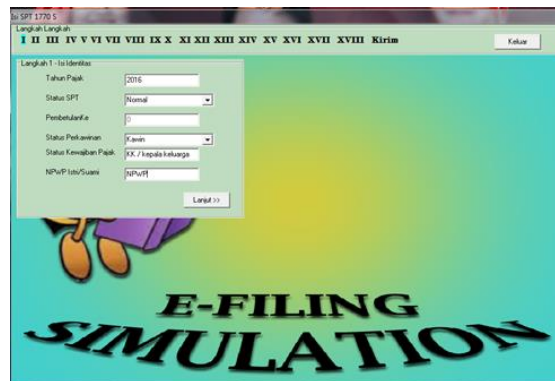 Isi SPT 1770 S
Langkah Langkah
I II III IV V VI VII VIII IX X XI XII XIII XIV XV XVI XVII XVIII Kirim
Keluar
Langkah 1 - Isi Identitas
Tahun Pajak 2016
Status SPT Normal
PembetulanKe 0
Status Perkawinan Kawin
Status Kewajiban Pajak KK / kepala keluarga
NPWP Istri/Suami NPWP
Lanjut >>
E-FILING
SIMULATION